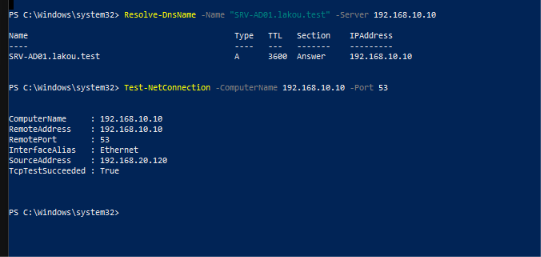 PS C:\Windows\system32> Resolve-DnsName -Name "SRV-AD01.lakou.test" -Server 192.168.10.10
Name Type TTL Section IPAddress
---- ---- --- ------- ---------
SRV-AD01.lakou.test A 3600 Answer 192.168.10.10
PS C:\Windows\system32> Test-NetConnection -ComputerName 192.168.10.10 -Port 53
ComputerName : 192.168.10.10
RemoteAddress : 192.168.10.10
RemotePort : 53
InterfaceAlias : Ethernet
SourceAddress : 192.168.20.120
TcpTestSucceeded : True
PS C:\Windows\system32>